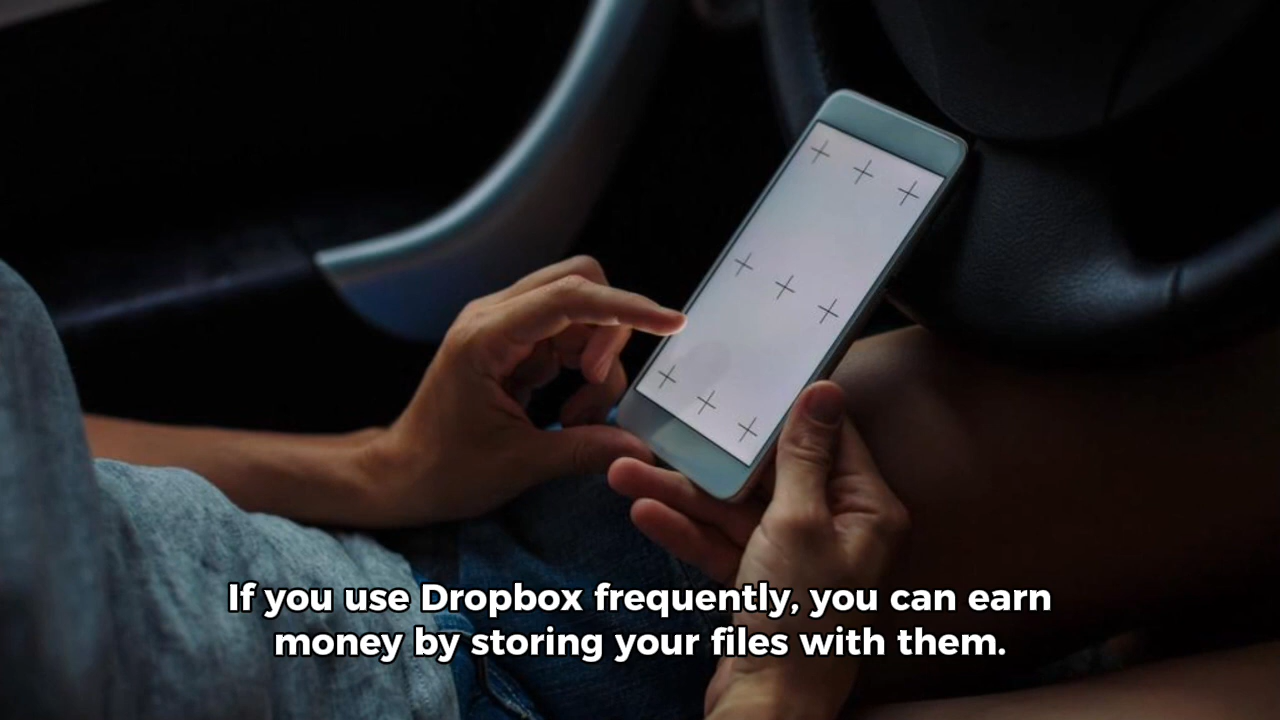 If you use Dropbox frequently, you can earn
money by storing your files with them.